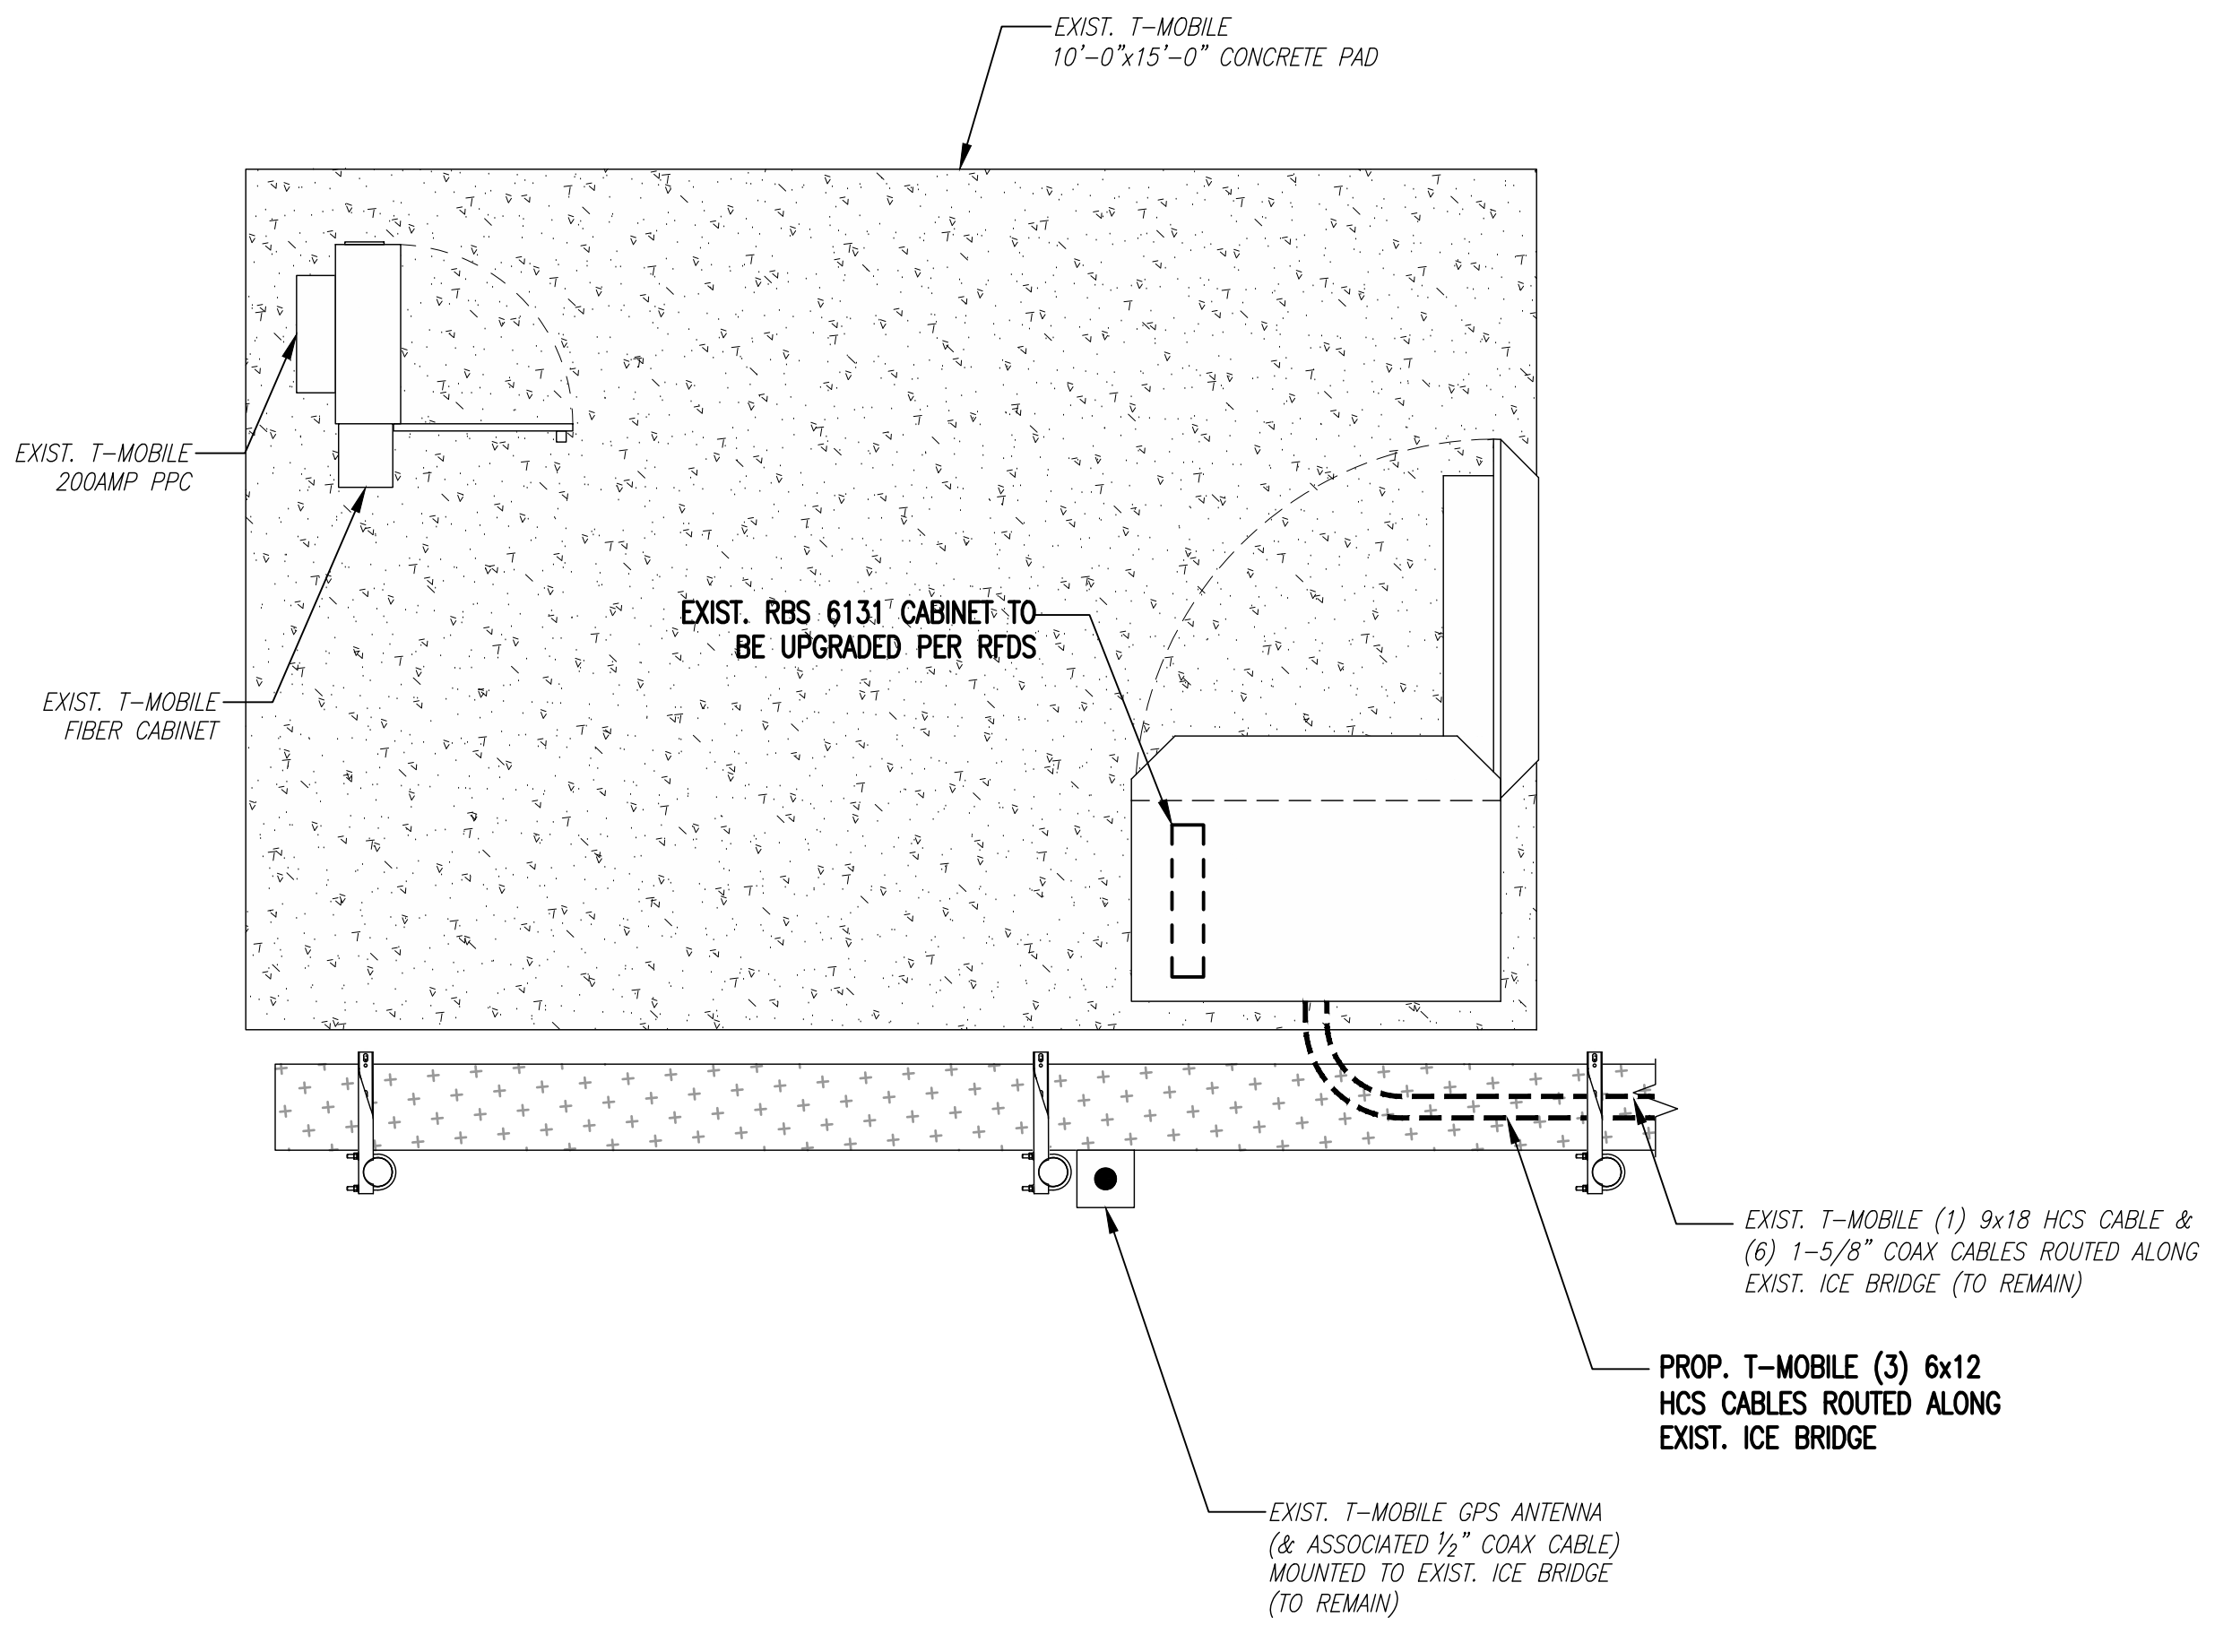 EXIST. T-MOBILE
10'-0"x15'-0" CONCRETE PAD
EXIST. T-MOBILE
200AMP PPC
EXIST. RBS 6131 CABINET TO
BE UPGRADED PER RFDS
EXIST. T-MOBILE
FIBER CABINET
EXIST. T-MOBILE (1) 9x18 HCS CABLE &
(6) 1-5/8" COAX CABLES ROUTED ALONG
EXIST. ICE BRIDGE (TO REMAIN)
PROP. T-MOBILE (3) 6x12
HCS CABLES ROUTED ALONG
EXIST. ICE BRIDGE
EXIST. T-MOBILE GPS ANTENNA
(& ASSOCIATED ½" COAX CABLE)
MOUNTED TO EXIST. ICE BRIDGE
(TO REMAIN)